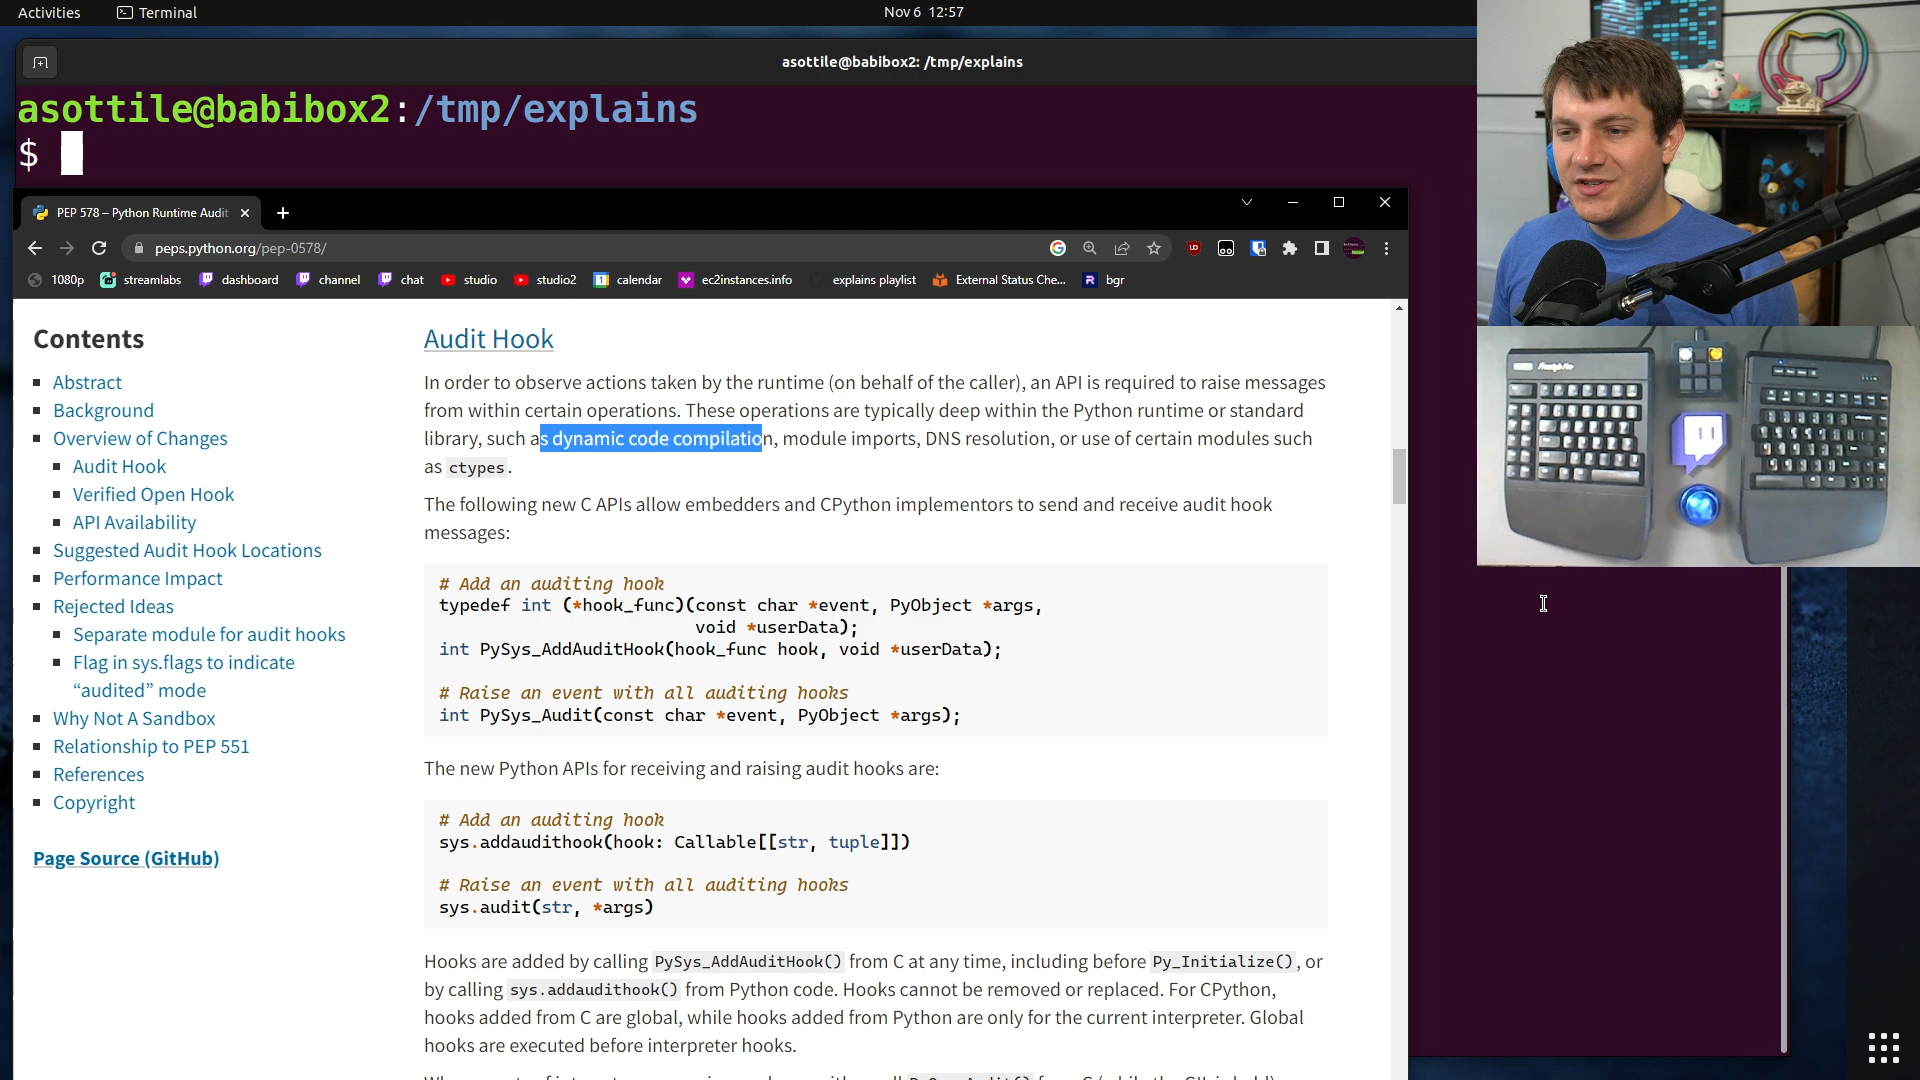 Activities Terminal Nov 6 12:57
asottile@babibox2: /tmp/explains
asottile@babibox2:/tmp/explains
$
PEP 578 – Python Runtime Audit
peps.python.org/pep-0578/
1080p streamlabs dashboard channel chat studio studio2 calendar ec2instances.info explains playlist External Status Che... bgr
Contents
Abstract
Background
Overview of Changes
Audit Hook
Verified Open Hook
API Availability
Suggested Audit Hook Locations
Performance Impact
Rejected Ideas
Separate module for audit hooks
Flag in sys.flags to indicate
“audited” mode
Why Not A Sandbox
Relationship to PEP 551
References
Copyright
Page Source (GitHub)
Audit Hook
In order to observe actions taken by the runtime (on behalf of the caller), an API is required to raise messages
from within certain operations. These operations are typically deep within the Python runtime or standard
library, such as dynamic code compilation, module imports, DNS resolution, or use of certain modules such
as ctypes.
The following new C APIs allow embedders and CPython implementors to send and receive audit hook
messages:
# Add an auditing hook
typedef int (*hook_func)(const char *event, PyObject *args,
void *userData);
int PySys_AddAuditHook(hook_func hook, void *userData);
# Raise an event with all auditing hooks
int PySys_Audit(const char *event, PyObject *args);
The new Python APIs for receiving and raising audit hooks are:
# Add an auditing hook
sys.addaudithook(hook: Callable[[str, tuple]])
# Raise an event with all auditing hooks
sys.audit(str, *args)
Hooks are added by calling PySys_AddAuditHook() from C at any time, including before Py_Initialize(), or
by calling sys.addaudithook() from Python code. Hooks cannot be removed or replaced. For CPython,
hooks added from C are global, while hooks added from Python are only for the current interpreter. Global
hooks are executed before interpreter hooks.